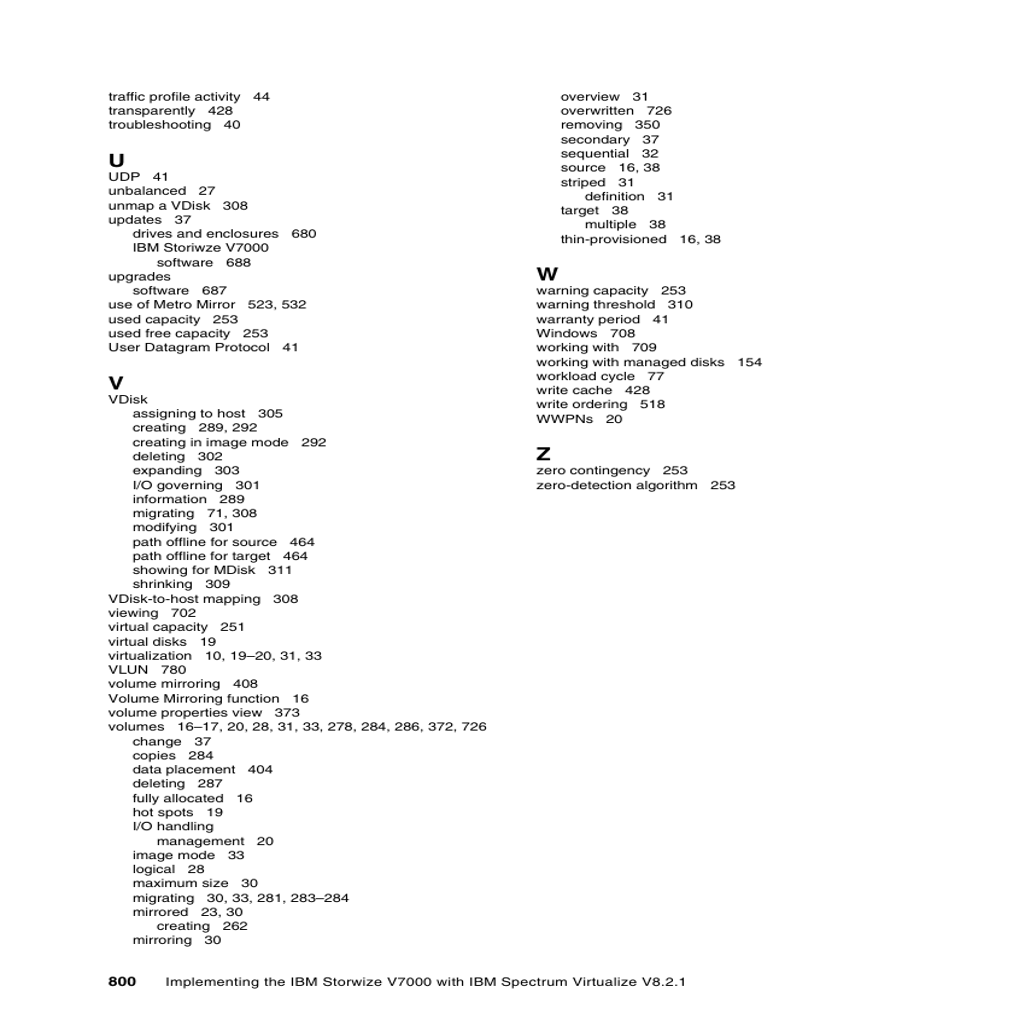 traffic profile activity 44
transparently 428
troubleshooting 40
U
UDP 41
unbalanced 27
unmap a VDisk 308
updates 37
drives and enclosures 680
IBM Storiwze V7000
software 688
upgrades
software 687
use of Metro Mirror 523, 532
used capacity 253
used free capacity 253
User Datagram Protocol 41
V
VDisk
assigning to host 305
creating 289, 292
creating in image mode 292
deleting 302
expanding 303
I/O governing 301
information 289
migrating 71, 308
modifying 301
path offline for source 464
path offline for target 464
showing for MDisk 311
shrinking 309
VDisk-to-host mapping 308
viewing 702
virtual capacity 251
virtual disks 19
virtualization 10, 19–20, 31, 33
VLUN 780
volume mirroring 408
Volume Mirroring function 16
volume properties view 373
volumes 16–17, 20, 28, 31, 33, 278, 284, 286, 372, 726
change 37
copies 284
data placement 404
deleting 287
fully allocated 16
hot spots 19
I/O handling
management 20
image mode 33
logical 28
maximum size 30
migrating 30, 33, 281, 283–284
mirrored 23, 30
creating 262
mirroring 30
overview 31
overwritten 726
removing 350
secondary 37
sequential 32
source 16, 38
striped 31
definition 31
target 38
multiple 38
thin-provisioned 16, 38
W
warning capacity 253
warning threshold 310
warranty period 41
Windows 708
working with 709
working with managed disks 154
workload cycle 77
write cache 428
write ordering 518
WWPNs 20
Z
zero contingency 253
zero-detection algorithm 253
800 Implementing the IBM Storwize V7000 with IBM Spectrum Virtualize V8.2.1